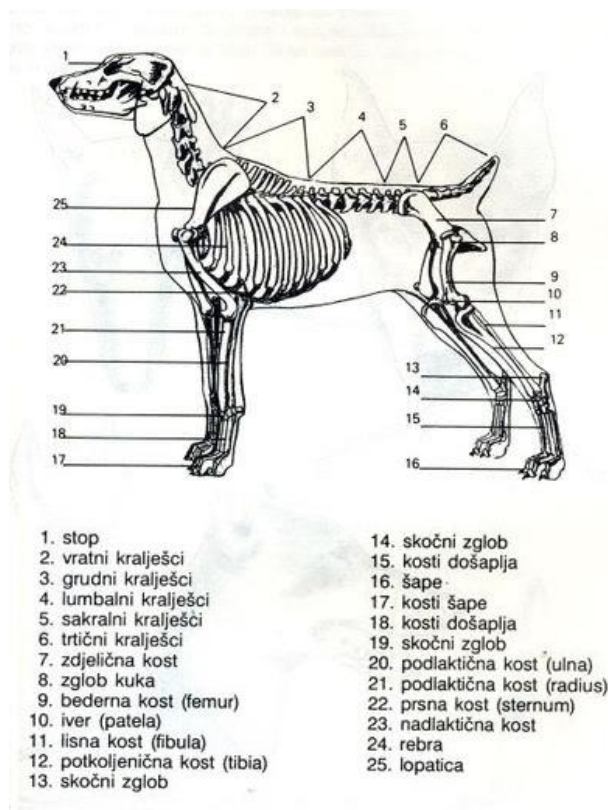 1
2
3
4
5
6
7
8
9
10
11
12
13
14
15
16
25
24
23
22
21
20
19
18
17
1. stop
2. vratni kralješci
3. grudni kralješci
4. lumbalni kralješci
5. sakralni kralješci
6. trtični kralješci
7. zdjelična kost
8. zglob kuka
9. bederna kost (femur)
10. iver (patela)
11. lisna kost (fibula)
12. potkoljenična kost (tibia)
13. skočni zglob
14. skočni zglob
15. kosti došaplja
16. šape
17. kosti šape
18. kosti došaplja
19. skočni zglob
20. podlaktična kost (ulna)
21. podlaktična kost (radius)
22. prsna kost (sternum)
23. nadlaktična kost
24. rebra
25. lopatica